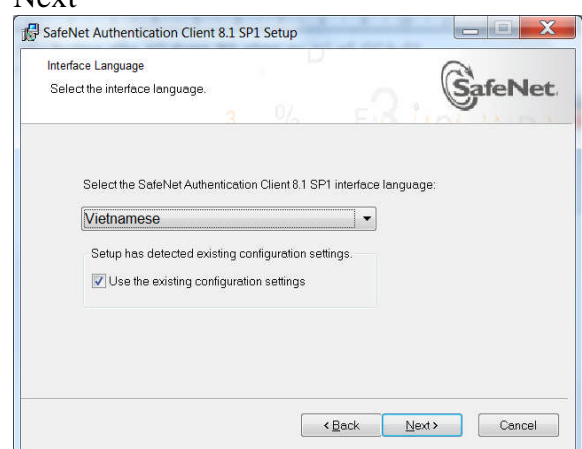 Next
SafeNet Authentication Client 8.1 SP1 Setup
Interface Language
Select the interface language.
SafeNet.
Select the SafeNet Authentication Client 8.1 SP1 interface language:
Vietnamese
Setup has detected existing configuration settings.
Use the existing configuration settings
< Back
Next >
Cancel